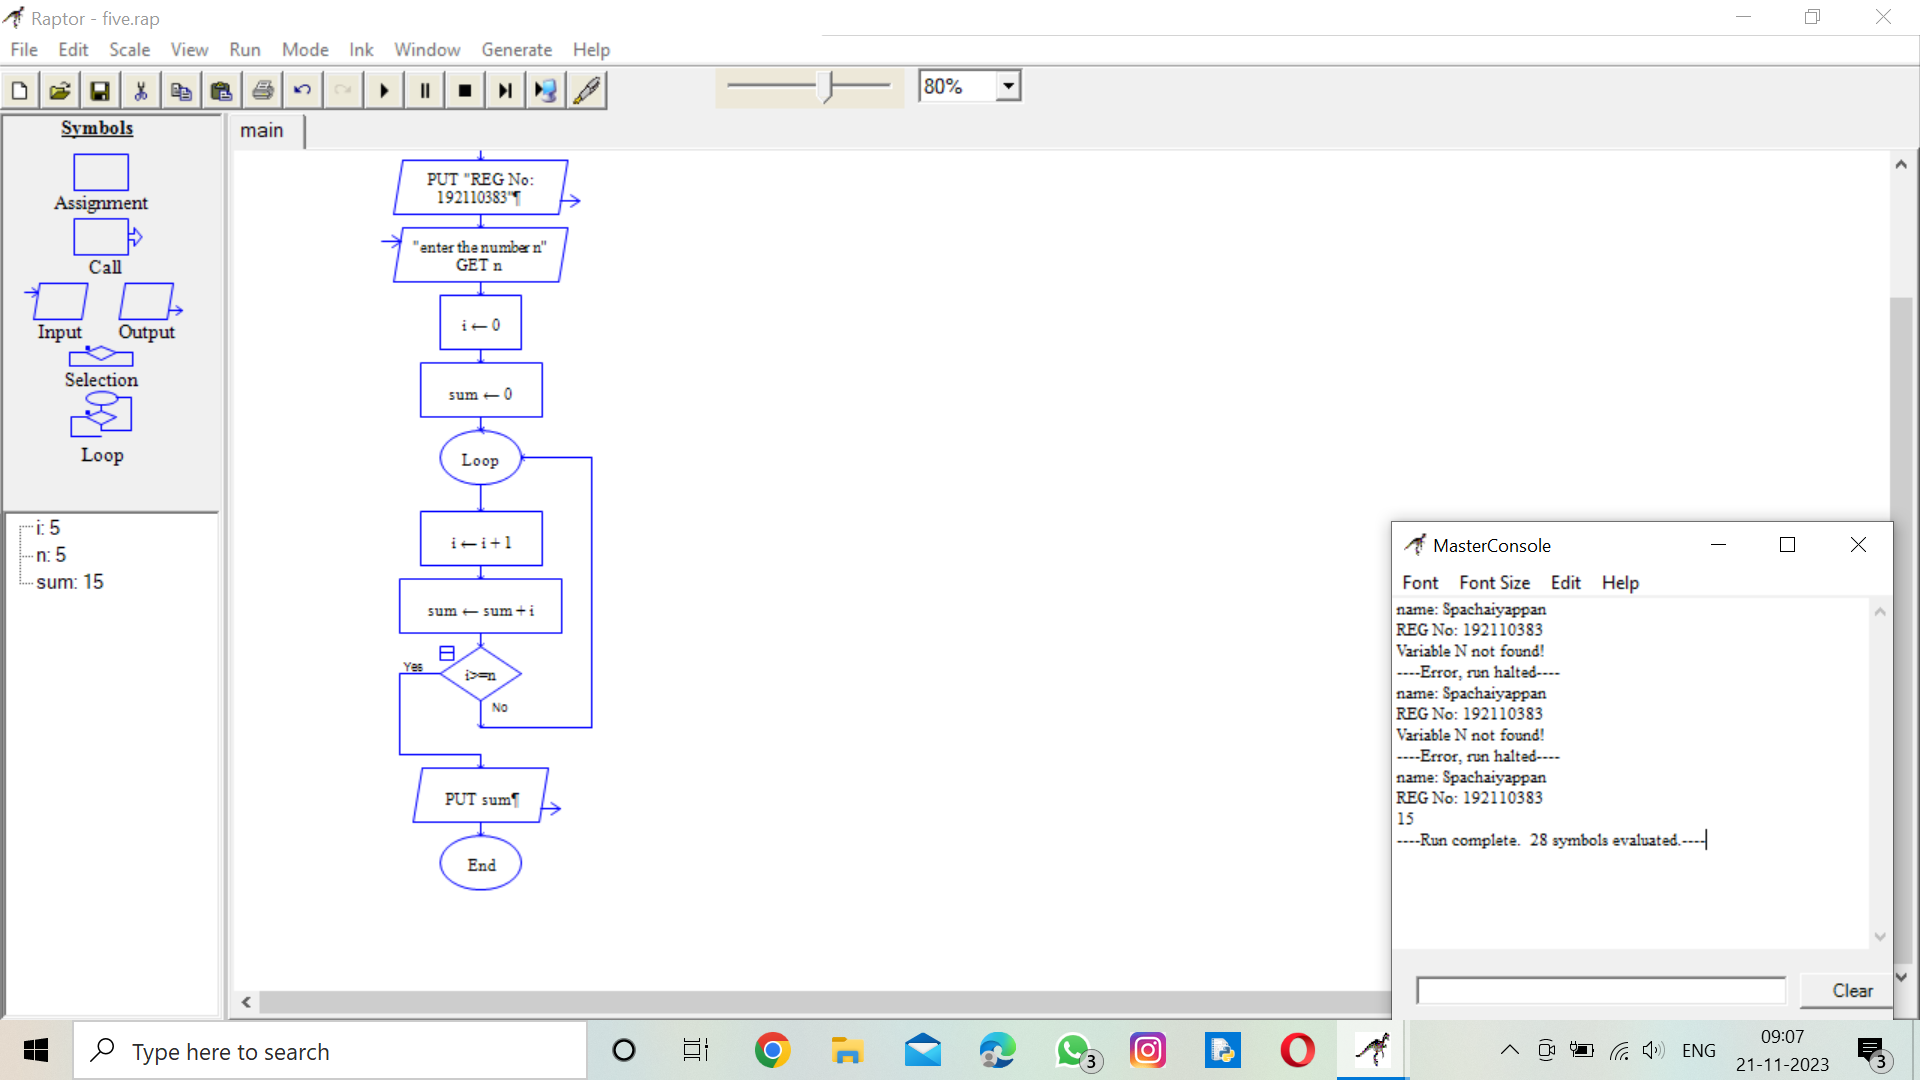 Raptor - five.rap
File Edit Scale View Run Mode Ink Window Generate Help
80%
Symbols
Assignment
Call
Input Output
Selection
Loop
i: 5
n: 5
sum: 15
main
PUT "REG No:
192110383"¶
"enter the number n"
GET n
i ← 0
sum ← 0
Loop
i ← i + 1
sum ← sum + i
Yes
i>=n
No
PUT sum¶
End
MasterConsole
Font Font Size Edit Help
name: Spachaiyappan
REG No: 192110383
Variable N not found!
----Error, run halted----
name: Spachaiyappan
REG No: 192110383
Variable N not found!
----Error, run halted----
name: Spachaiyappan
REG No: 192110383
15
----Run complete.  28 symbols evaluated.----
Clear
Type here to search
3
ENG
09:07
21-11-2023
3